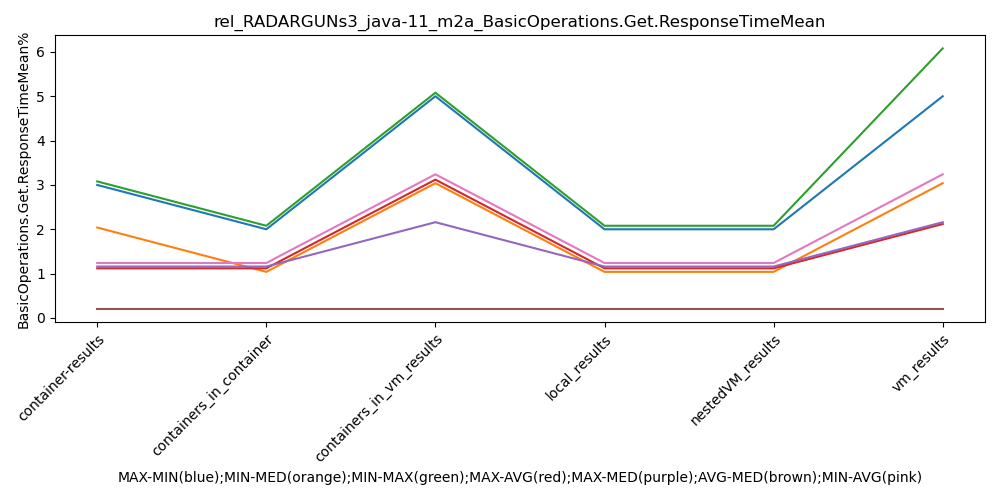 rel_RADARGUNs3_java-11_m2a_BasicOperations.Get.ResponseTimeMean
BasicOperations.Get.ResponseTimeMean%
6
5
4
3
2
1
0
container-results
containers_in_container
containers_in_vm_results
local_results
nestedVM_results
vm_results
MAX-MIN(blue);MIN-MED(orange);MIN-MAX(green);MAX-AVG(red);MAX-MED(purple);AVG-MED(brown);MIN-AVG(pink)